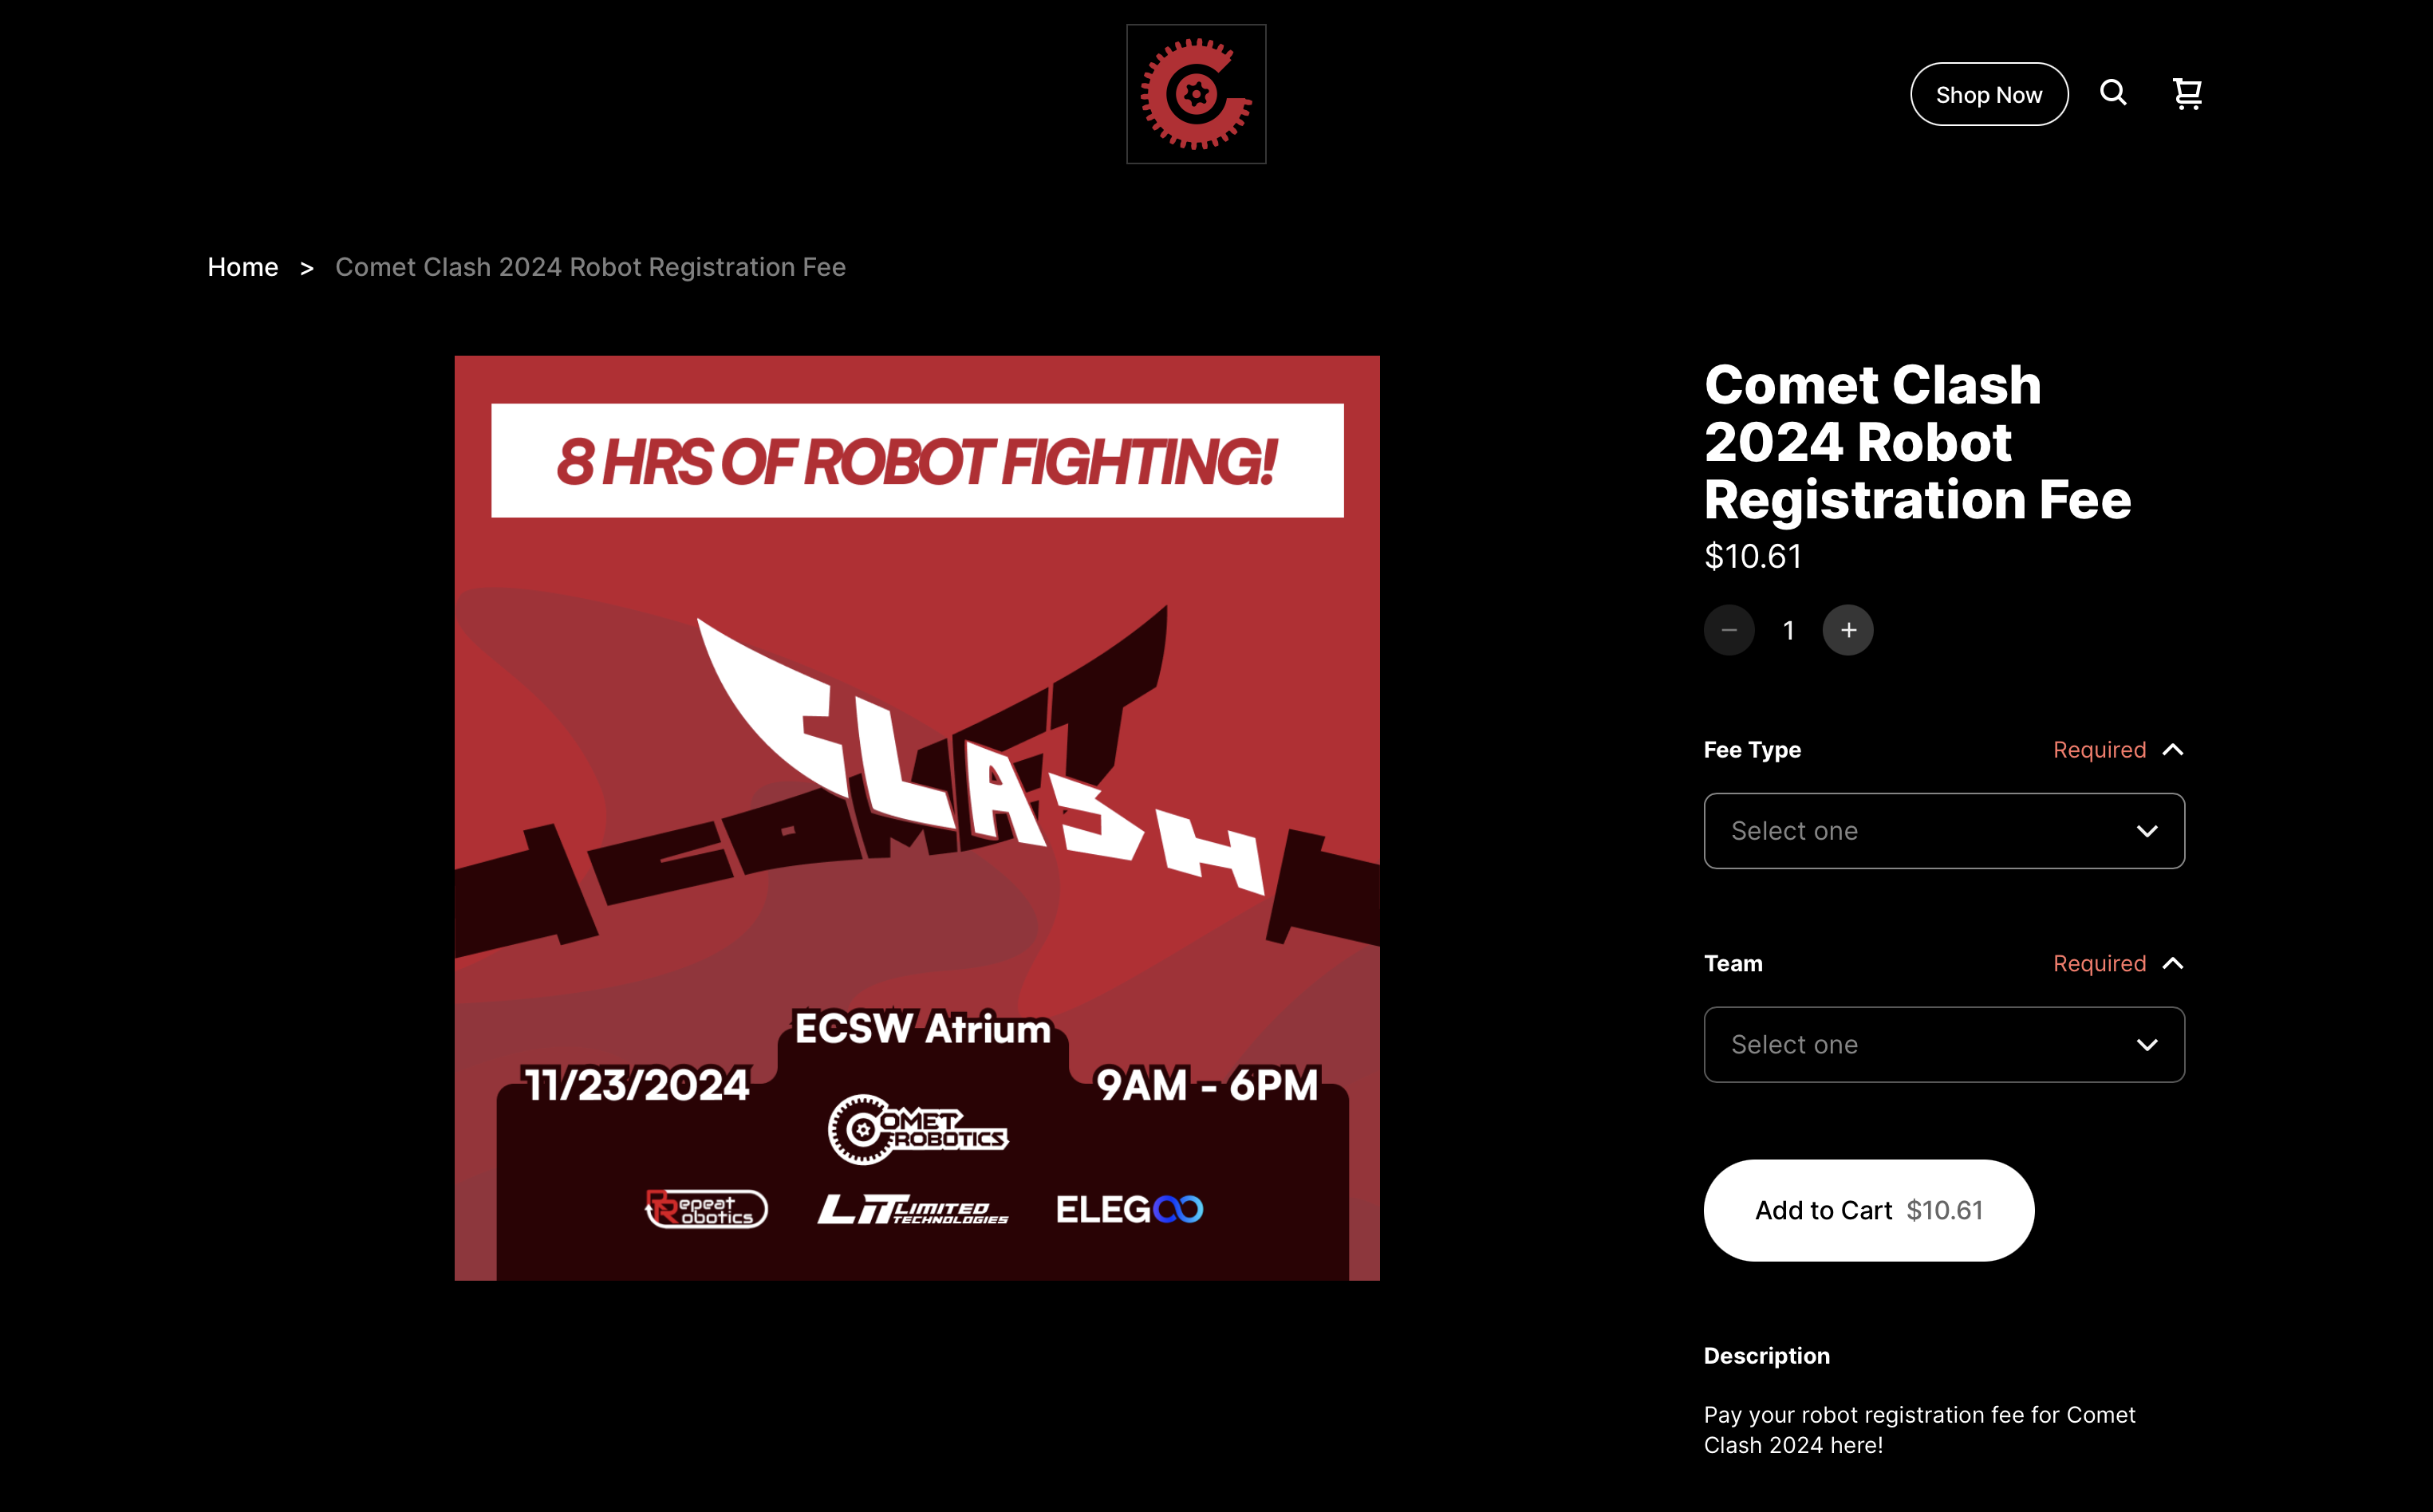 Shop Now
Home > Comet Clash 2024 Robot Registration Fee
8 HRS OF ROBOT FIGHTING!
COMET
CLASH
ECSW Atrium
11/23/2024
9AM - 6PM
COMET
ROBOTICS
Repeat
Robotics
LIT LIMITED
TECHNOLOGIES
ELEGOO
Comet Clash
2024 Robot
Registration Fee
$10.61
1
Fee Type Required
Select one
Team Required
Select one
Add to Cart $10.61
Description
Pay your robot registration fee for Comet
Clash 2024 here!